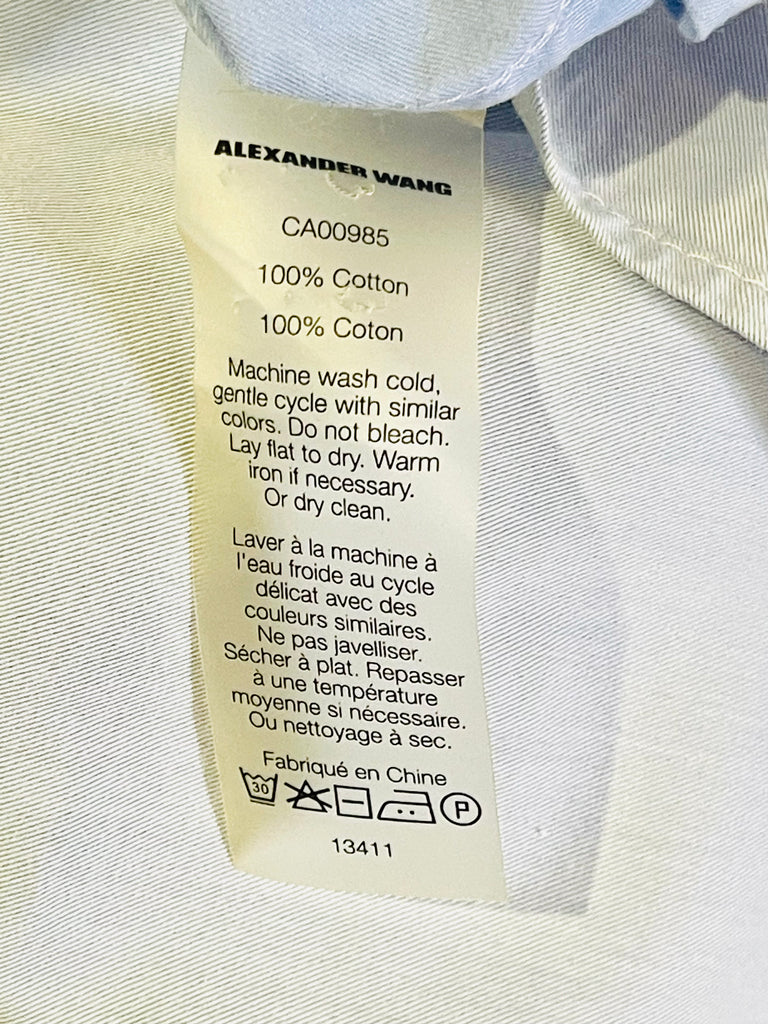 ALEXANDER WANG
CA00985
100% Cotton
100% Coton
Machine wash cold,
gentle cycle with similar
colors. Do not bleach.
Lay flat to dry. Warm
iron if necessary.
Or dry clean.
Laver à la machine à
l'eau froide au cycle
délicat avec des
couleurs similaires.
Ne pas javelliser.
Sécher à plat. Repasser
à une température
moyenne si nécessaire.
Ou nettoyage à sec.
Fabriqué en Chine
30 P
13411